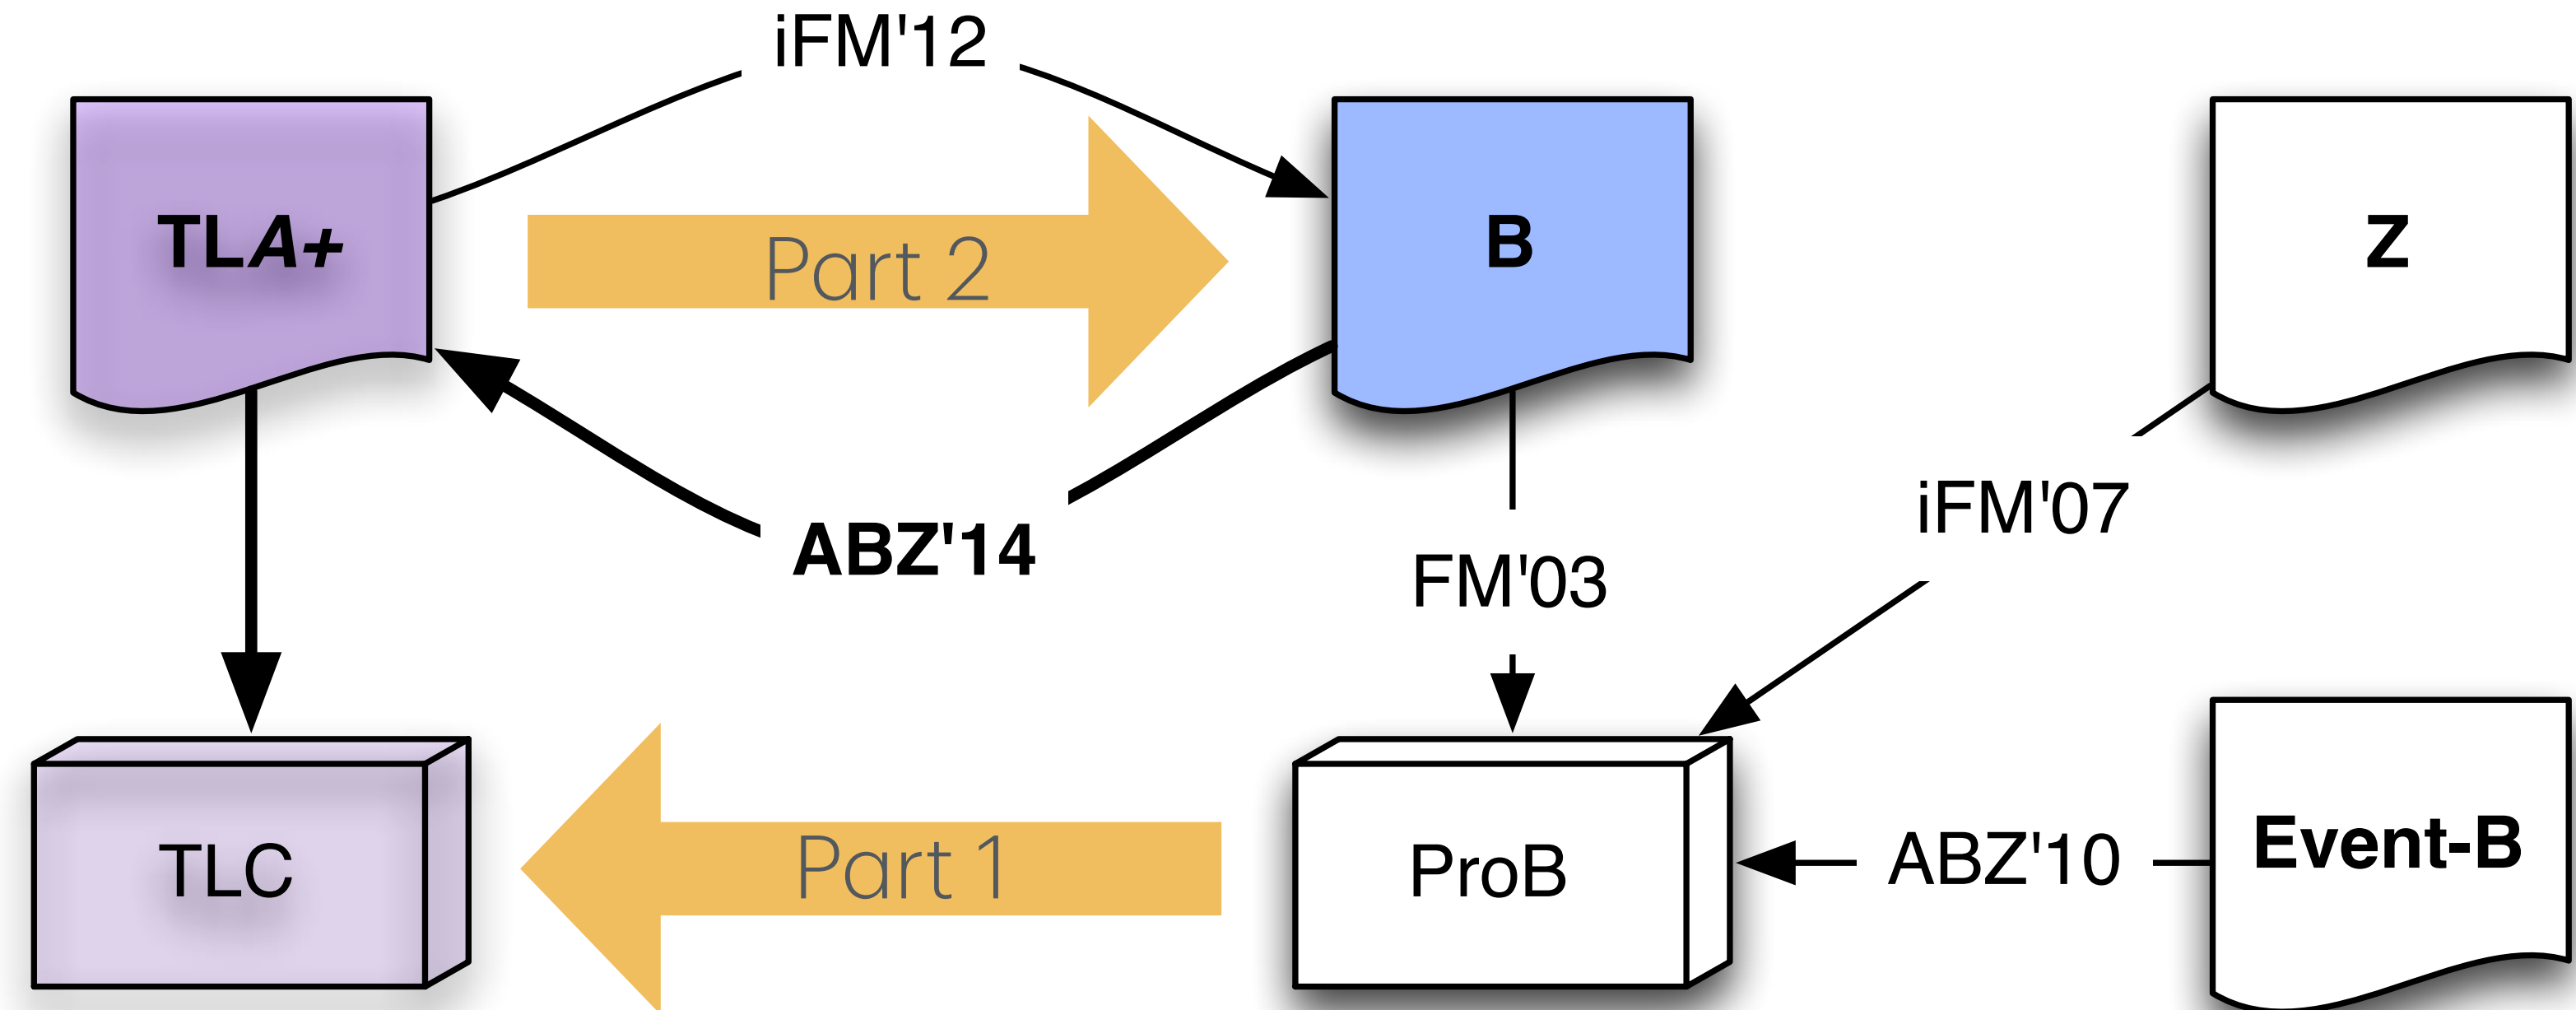 iFM'12
TLA+
Part 2
B
Z
iFM'07
ABZ'14
FM'03
TLC
Part 1
ProB
ABZ'10
Event-B